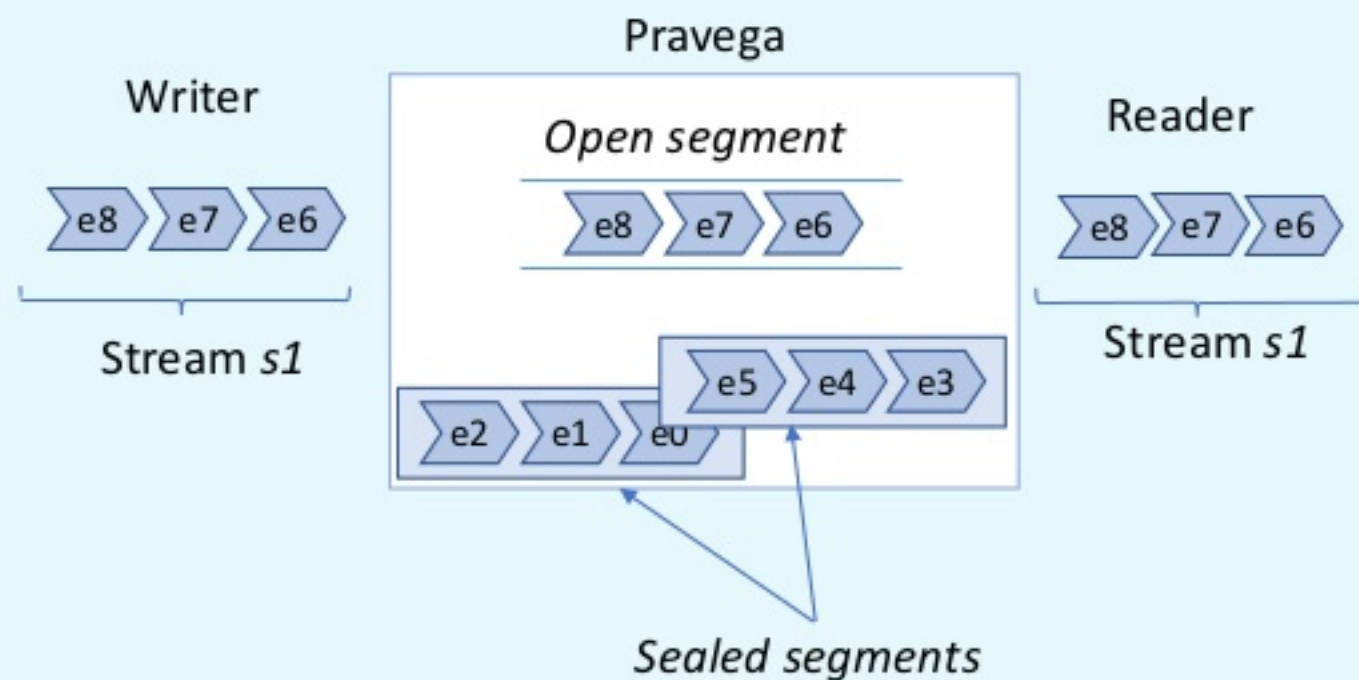 Pravega
Writer
Reader
Open segment
e8 e7 e6
e8 e7 e6
e8 e7 e6
Stream s1
Stream s1
e5 e4 e3
e2 e1 e0
Sealed segments